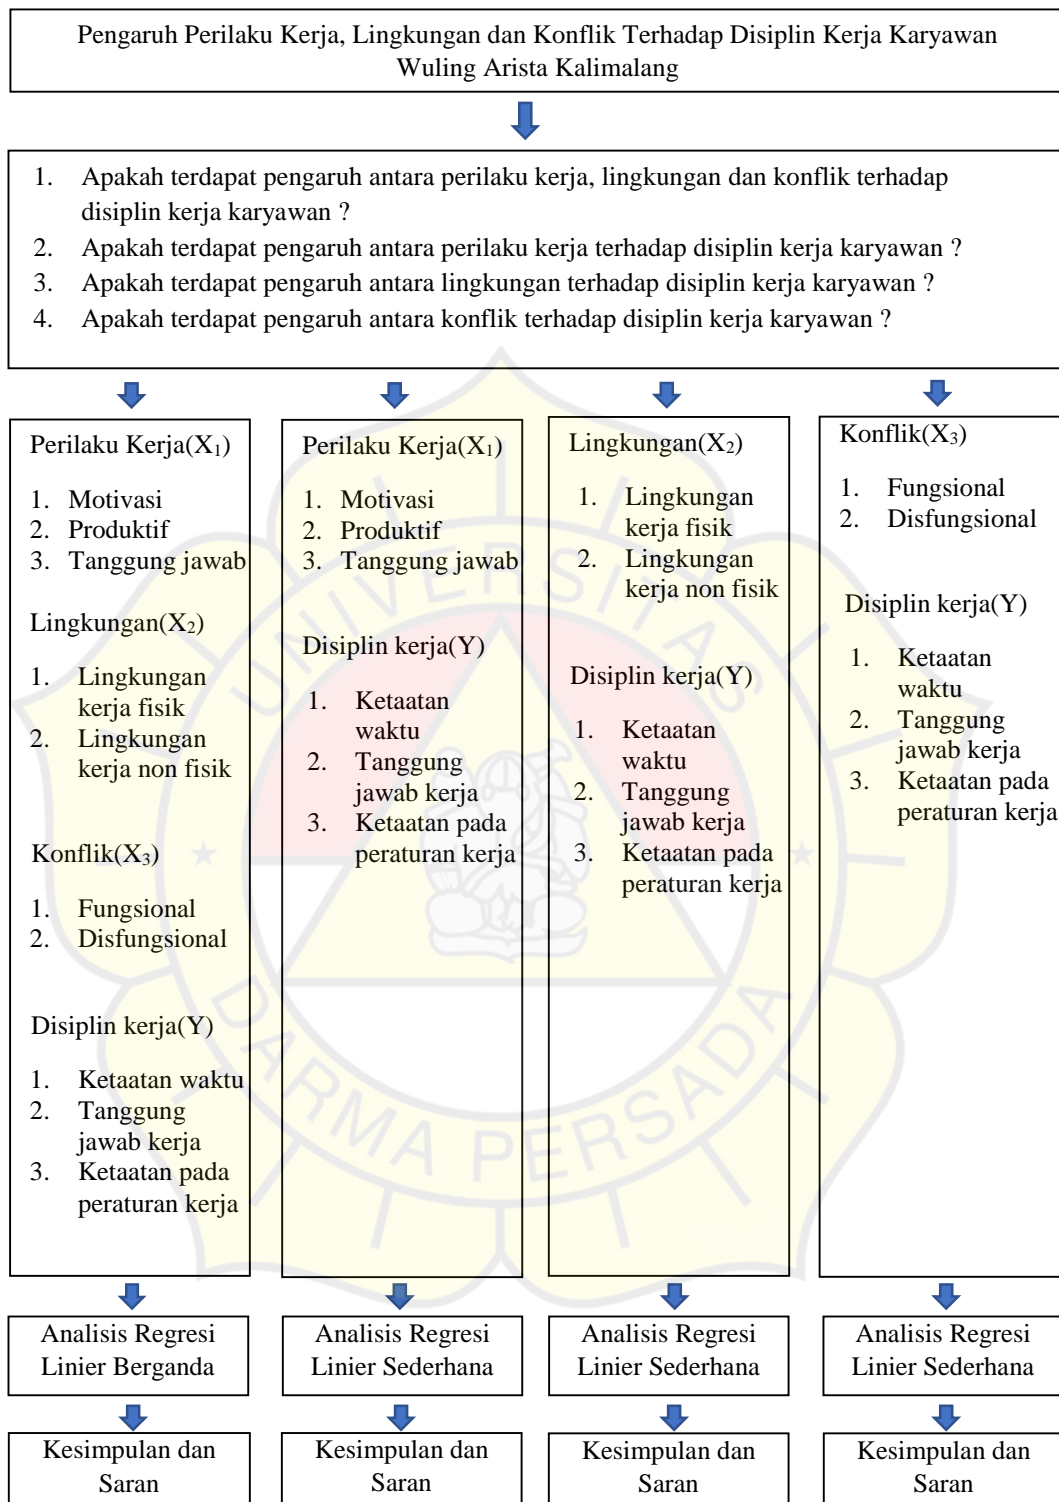 Pengaruh Perilaku Kerja, Lingkungan dan Konflik Terhadap Disiplin Kerja Karyawan
Wuling Arista Kalimalang
1. Apakah terdapat pengaruh antara perilaku kerja, lingkungan dan konflik terhadap
disiplin kerja karyawan ?
2. Apakah terdapat pengaruh antara perilaku kerja terhadap disiplin kerja karyawan ?
3. Apakah terdapat pengaruh antara lingkungan terhadap disiplin kerja karyawan ?
4. Apakah terdapat pengaruh antara konflik terhadap disiplin kerja karyawan ?
Perilaku Kerja(X₁)
1. Motivasi
2. Produktif
3. Tanggung jawab
Lingkungan(X₂)
1. Lingkungan
kerja fisik
2. Lingkungan
kerja non fisik
Konflik(X₃)
1. Fungsional
2. Disfungsional
Disiplin kerja(Y)
1. Ketaatan waktu
2. Tanggung
jawab kerja
3. Ketaatan pada
peraturan kerja
Perilaku Kerja(X₁)
1. Motivasi
2. Produktif
3. Tanggung jawab
Disiplin kerja(Y)
1. Ketaatan
waktu
2. Tanggung
jawab kerja
3. Ketaatan pada
peraturan kerja
Lingkungan(X₂)
1. Lingkungan
kerja fisik
2. Lingkungan
kerja non fisik
Disiplin kerja(Y)
1. Ketaatan
waktu
2. Tanggung
jawab kerja
3. Ketaatan pada
peraturan kerja
Konflik(X₃)
1. Fungsional
2. Disfungsional
Disiplin kerja(Y)
1. Ketaatan
waktu
2. Tanggung
jawab kerja
3. Ketaatan pada
peraturan kerja
Analisis Regresi
Linier Berganda
Analisis Regresi
Linier Sederhana
Analisis Regresi
Linier Sederhana
Analisis Regresi
Linier Sederhana
Kesimpulan dan
Saran
Kesimpulan dan
Saran
Kesimpulan dan
Saran
Kesimpulan dan
Saran
UNIVERSITAS
DARMA PERSADA